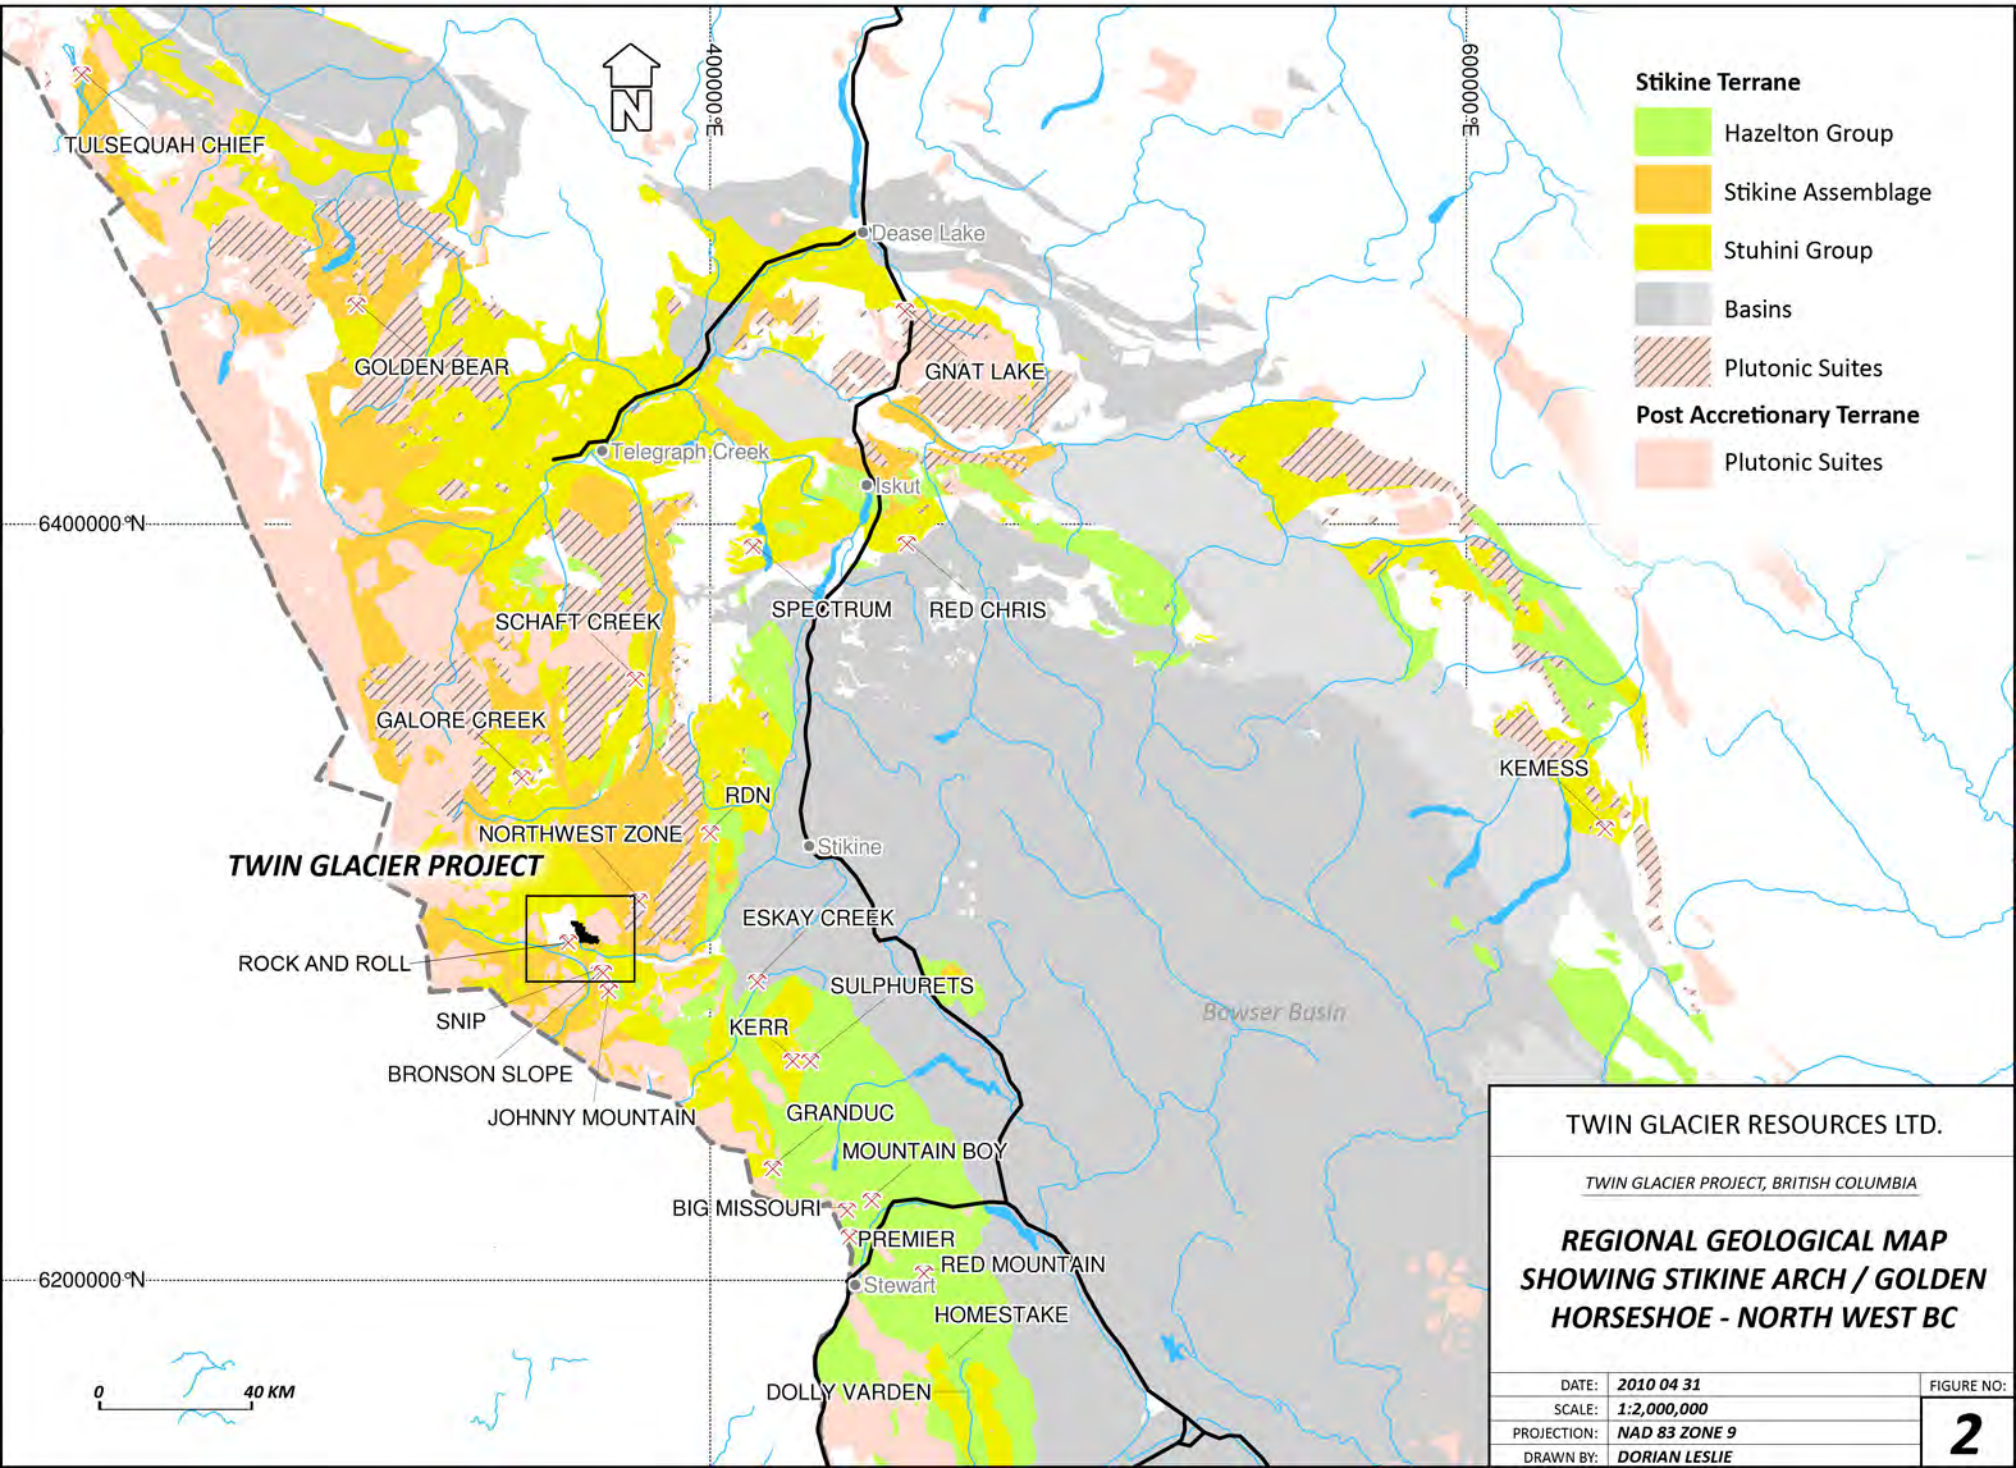 N
400000°E
600000°E
Stikine Terrane
Hazelton Group
Stikine Assemblage
Stuhini Group
Basins
Plutonic Suites
Post Accretionary Terrane
Plutonic Suites
TULSEQUAH CHIEF
Dease Lake
GOLDEN BEAR
GNAT LAKE
Telegraph Creek
Iskut
6400000°N
SCHAFT CREEK
SPECTRUM
RED CHRIS
GALORE CREEK
KEMESS
RDN
NORTHWEST ZONE
Stikine
TWIN GLACIER PROJECT
ESKAY CREEK
ROCK AND ROLL
SULPHURETS
Bowser Basin
SNIP
KERR
BRONSON SLOPE
JOHNNY MOUNTAIN
GRANDUC
MOUNTAIN BOY
BIG MISSOURI
PREMIER
RED MOUNTAIN
6200000°N
Stewart
HOMESTAKE
DOLLY VARDEN
0 40 KM
TWIN GLACIER RESOURCES LTD.
TWIN GLACIER PROJECT, BRITISH COLUMBIA
REGIONAL GEOLOGICAL MAP
SHOWING STIKINE ARCH / GOLDEN
HORSESHOE - NORTH WEST BC
DATE: 2010 04 31
SCALE: 1:2,000,000
PROJECTION: NAD 83 ZONE 9
DRAWN BY: DORIAN LESLIE
FIGURE NO:
2